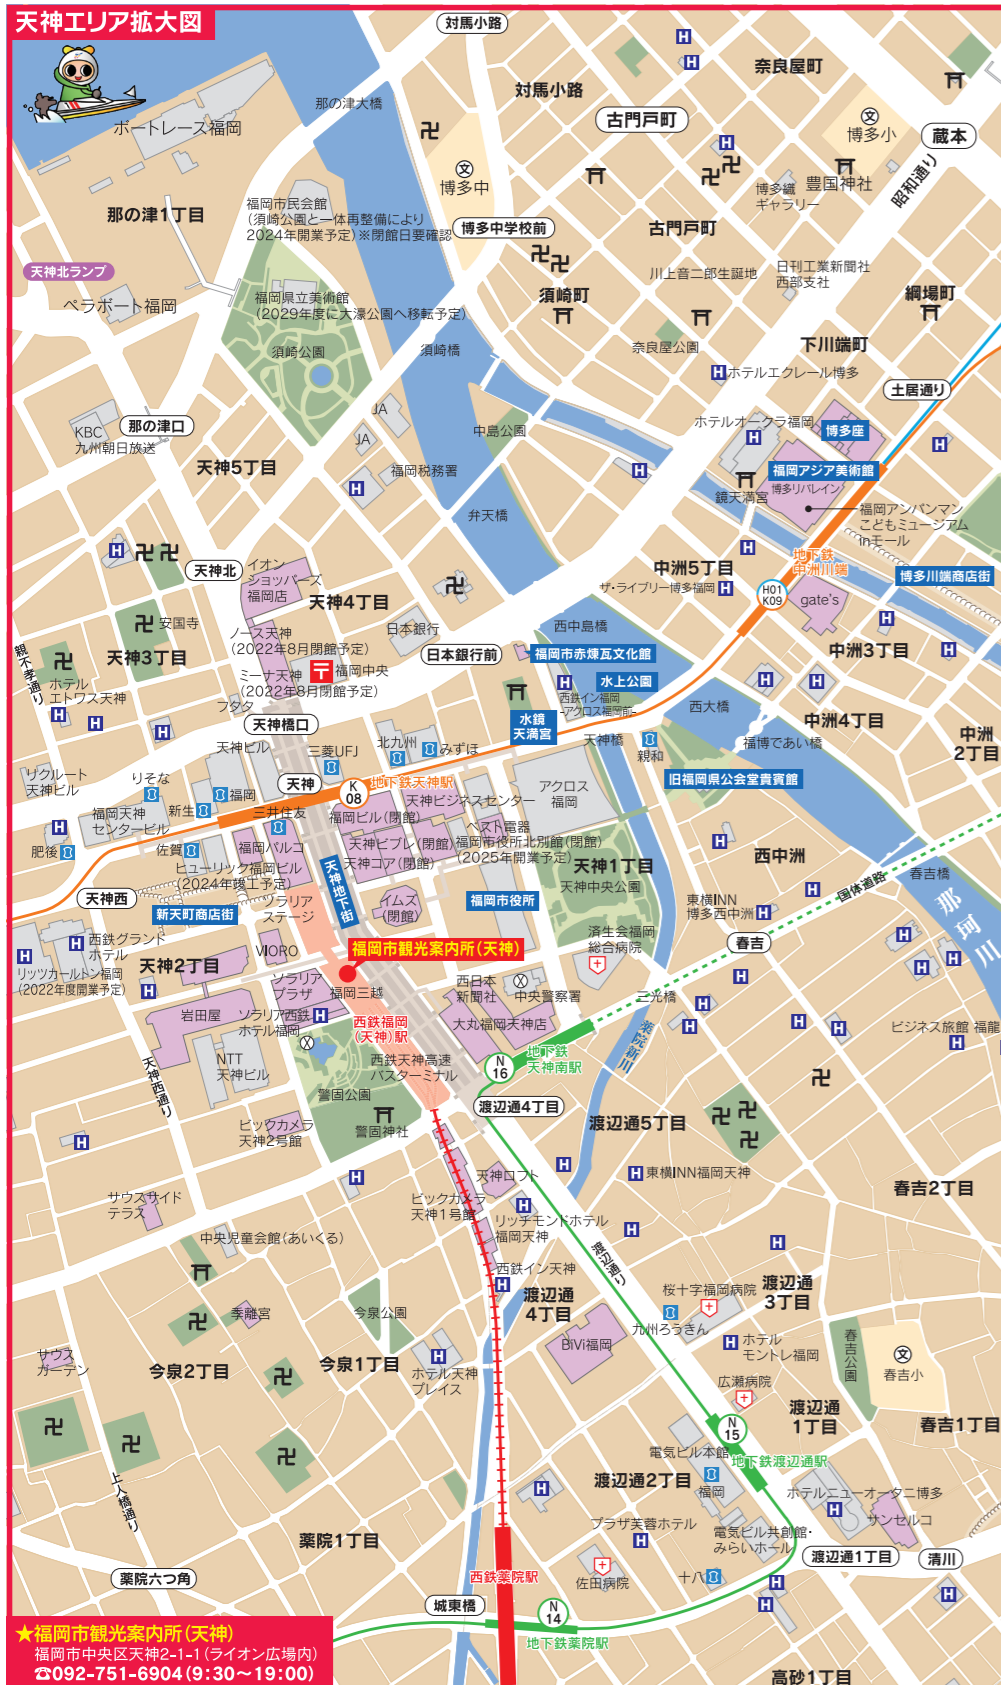 天神エリア拡大図
対馬小路
対馬小路
奈良屋町
那の津大橋
ボートレース福岡
古門戸町
博多小
蔵本
文
文
博多中
博多織
ギャラリー
豊国神社
昭和通り
福岡市民会館
(須崎公園と一体再整備により
2024年開業予定)※閉館日要確認
那の津1丁目
博多中学校前
古門戸町
天神北ランプ
川上音二郎生誕地
日刊工業新聞社
西部支社
ペラボート福岡
福岡県立美術館
(2029年度に大濠公園へ移転予定)
須崎町
綱場町
須崎公園
須崎橋
奈良屋公園
下川端町
ホテルエクレール博多
土居通り
KBC
九州朝日放送
那の津口
JA
JA
中島公園
ホテルオークラ福岡
博多座
天神5丁目
福岡税務署
福岡アジア美術館
博多リバレイン
鏡天満宮
福岡アンパンマン
こどもミュージアム
inモール
弁天橋
中洲5丁目
地下鉄
中洲川端
天神北
イオン
ショッパーズ
福岡店
ザ・ライブリー博多福岡
H01
K09
博多川端商店街
gate's
天神4丁目
安国寺
日本銀行
西中島橋
ノース天神
(2022年8月閉館予定)
日本銀行前
福岡市赤煉瓦文化館
中洲3丁目
天神3丁目
親不孝通り
ミーナ天神
(2022年8月閉館予定)
〒
福岡中央
水上公園
ホテル
エトワス天神
フタタ
西鉄イン福岡
-アクロス福岡前-
西大橋
中洲4丁目
天神橋口
水鏡
天満宮
天神橋
福博であい橋
中洲
2丁目
天神ビル
三菱UFJ
北九州
みずほ
親和
旧福岡県公会堂貴賓館
リクルート
天神ビル
りそな
天神
地下鉄天神駅
K
08
アクロス
福岡
福岡
新生
三井住友
福岡天神
センタービル
福岡ビル(閉館)
天神ビジネスセンター
ベスト電器
肥後
佐賀
福岡パルコ
天神ビブレ(閉館)
天神コア(閉館)
福岡市役所北別館(閉館)
(2025年開業予定)
天神1丁目
西中洲
ヒューリック福岡ビル
(2024年竣工予定)
天神地下街
天神中央公園
国体道路
春吉橋
天神西
新天町商店街
ソラリア
ステージ
イムズ
(閉館)
福岡市役所
東横INN
博多西中洲
那珂川
西鉄グランド
ホテル
VIORO
福岡市観光案内所(天神)
済生会福岡
総合病院
春吉
リッツカールトン福岡
(2022年度開業予定)
天神2丁目
ソラリア
プラザ
福岡三越
西日本
新聞社
中央警察署
三光橋
岩田屋
ソラリア西鉄
ホテル福岡
西鉄福岡
(天神)駅
大丸福岡天神店
薬院新川
ビジネス旅館 福龍
NTT
天神ビル
天神西通り
西鉄天神高速
バスターミナル
N
16
地下鉄
天神南駅
警固公園
渡辺通4丁目
渡辺通5丁目
ビックカメラ
天神2号館
警固神社
天神ロフト
東横INN福岡天神
サウスサイド
テラス
ビックカメラ
天神1号館
春吉2丁目
リッチモンドホテル
福岡天神
中央児童会館(あいくる)
渡辺通り
西鉄イン天神
桜十字福岡病院
渡辺通
3丁目
渡辺通
4丁目
季離宮
今泉公園
九州ろうきん
サウス
ガーデン
今泉2丁目
今泉1丁目
BiVi福岡
ホテル
モントレ福岡
春吉公園
文
春吉小
ホテル天神
プレイス
広瀬病院
渡辺通
1丁目
春吉1丁目
N
15
電気ビル本館
地下鉄渡辺通駅
上人橋通り
渡辺通2丁目
福岡
ホテルニューオータニ博多
サンセルコ
薬院1丁目
プラザ芙蓉ホテル
電気ビル共創館・
みらいホール
渡辺通1丁目
清川
薬院六つ角
西鉄薬院駅
佐田病院
十八
城東橋
N
14
地下鉄薬院駅
★福岡市観光案内所(天神)
福岡市中央区天神2-1-1(ライオン広場内)
☎092-751-6904(9:30〜19:00)
高砂1丁目